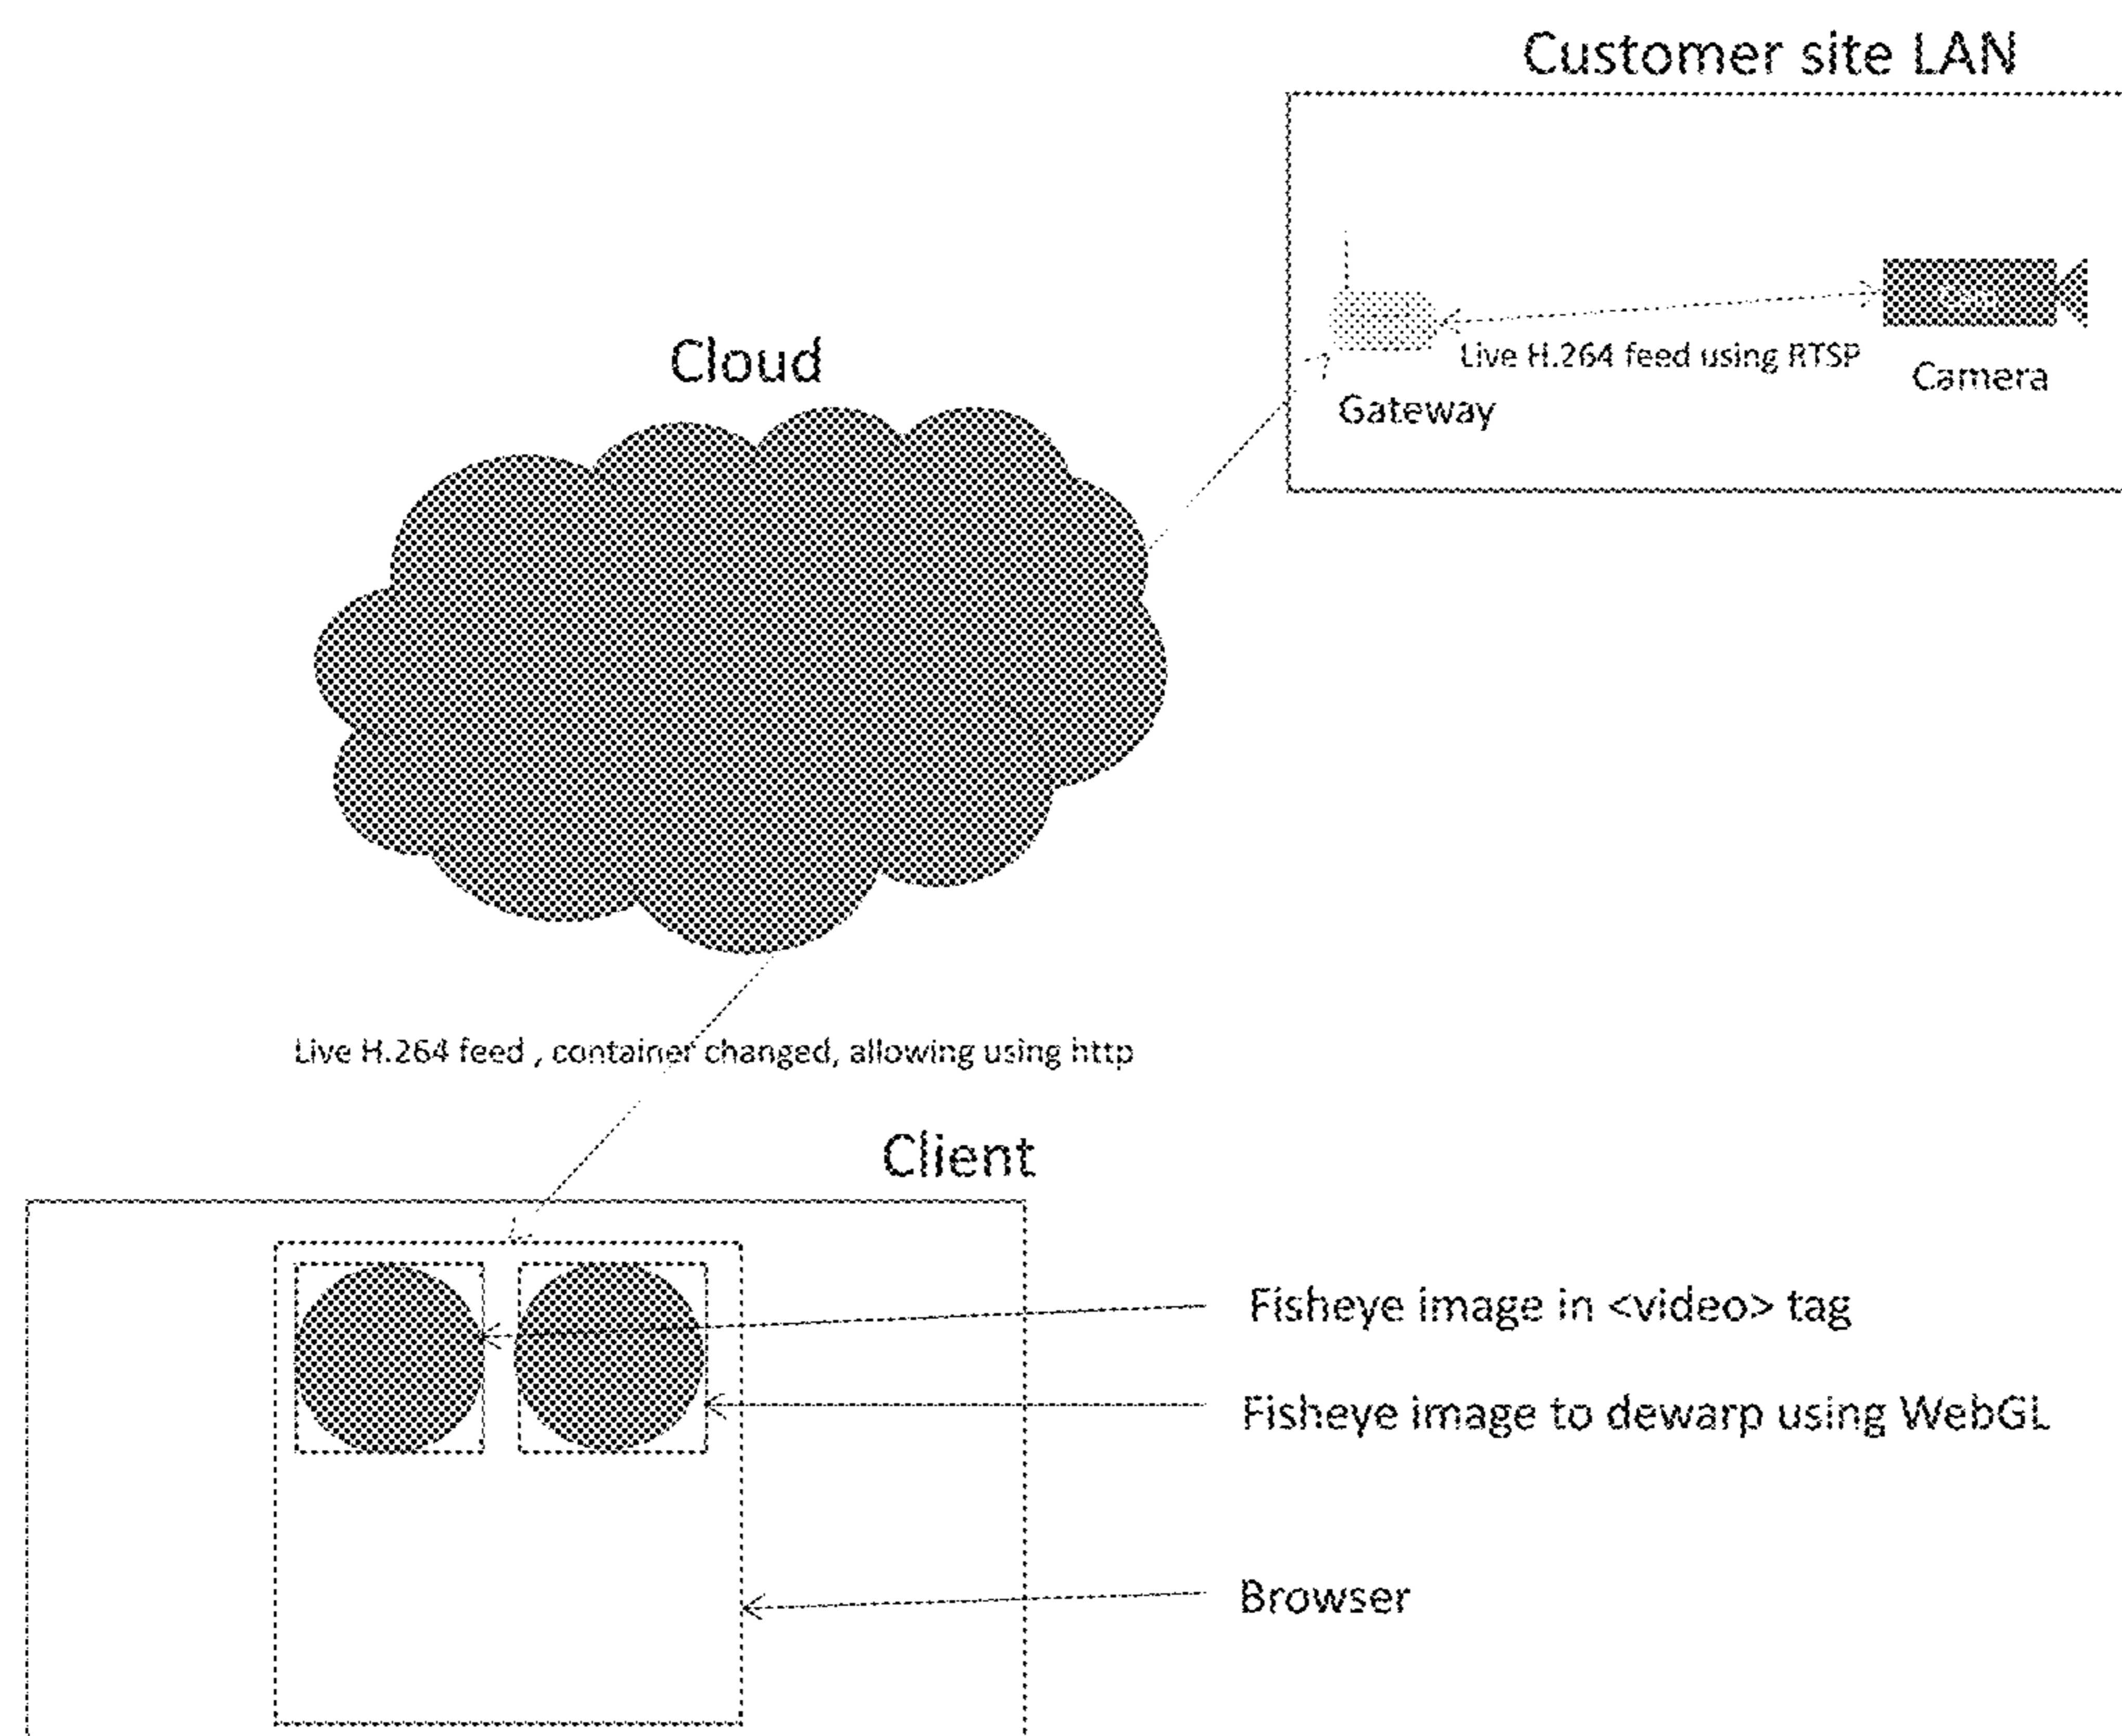 Customer site LAN
Cloud
Live H.264 feed using RTSP
Camera
Gateway
Live H.264 feed , container changed, allowing using http
Client
Fisheye image in <video> tag
Fisheye image to dewarp using WebGL
Browser